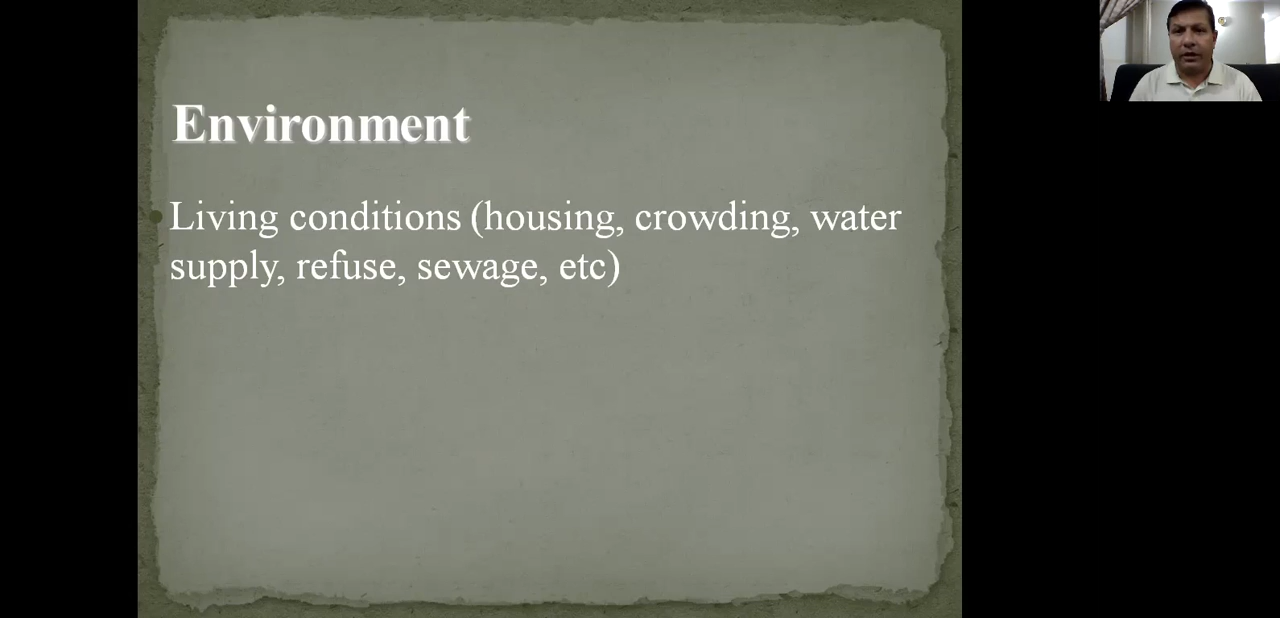 Environment
Living conditions (housing, crowding, water
supply, refuse, sewage, etc)